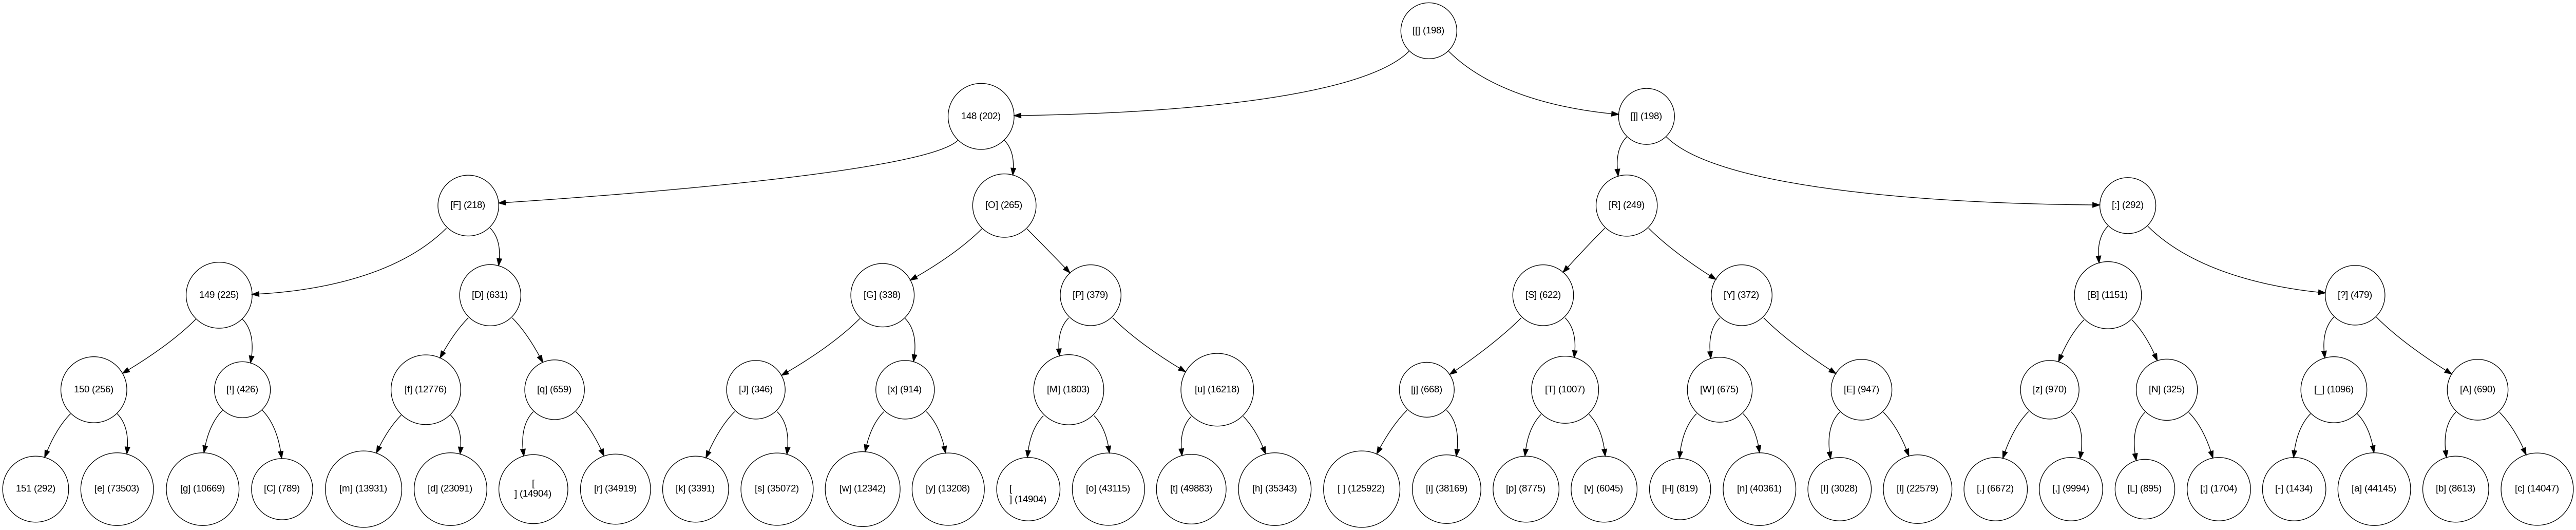 [[] (198)
148 (202)
[]] (198)
[F] (218)
[O] (265)
[R] (249)
[:] (292)
149 (225)
[D] (631)
[G] (338)
[P] (379)
[S] (622)
[Y] (372)
[B] (1151)
[?] (479)
150 (256)
[!] (426)
[f] (12776)
[q] (659)
[J] (346)
[x] (914)
[M] (1803)
[u] (16218)
[j] (668)
[T] (1007)
[W] (675)
[E] (947)
[z] (970)
[N] (325)
[_] (1096)
[A] (690)
151 (292)
[e] (73503)
[g] (10669)
[C] (789)
[m] (13931)
[d] (23091)
[
] (14904)
[r] (34919)
[k] (3391)
[s] (35072)
[w] (12342)
[y] (13208)
[
] (14904)
[o] (43115)
[t] (49883)
[h] (35343)
[ ] (125922)
[i] (38169)
[p] (8775)
[v] (6045)
[H] (819)
[n] (40361)
[I] (3028)
[l] (22579)
[.] (6672)
[,] (9994)
[L] (895)
[;] (1704)
[-] (1434)
[a] (44145)
[b] (8613)
[c] (14047)